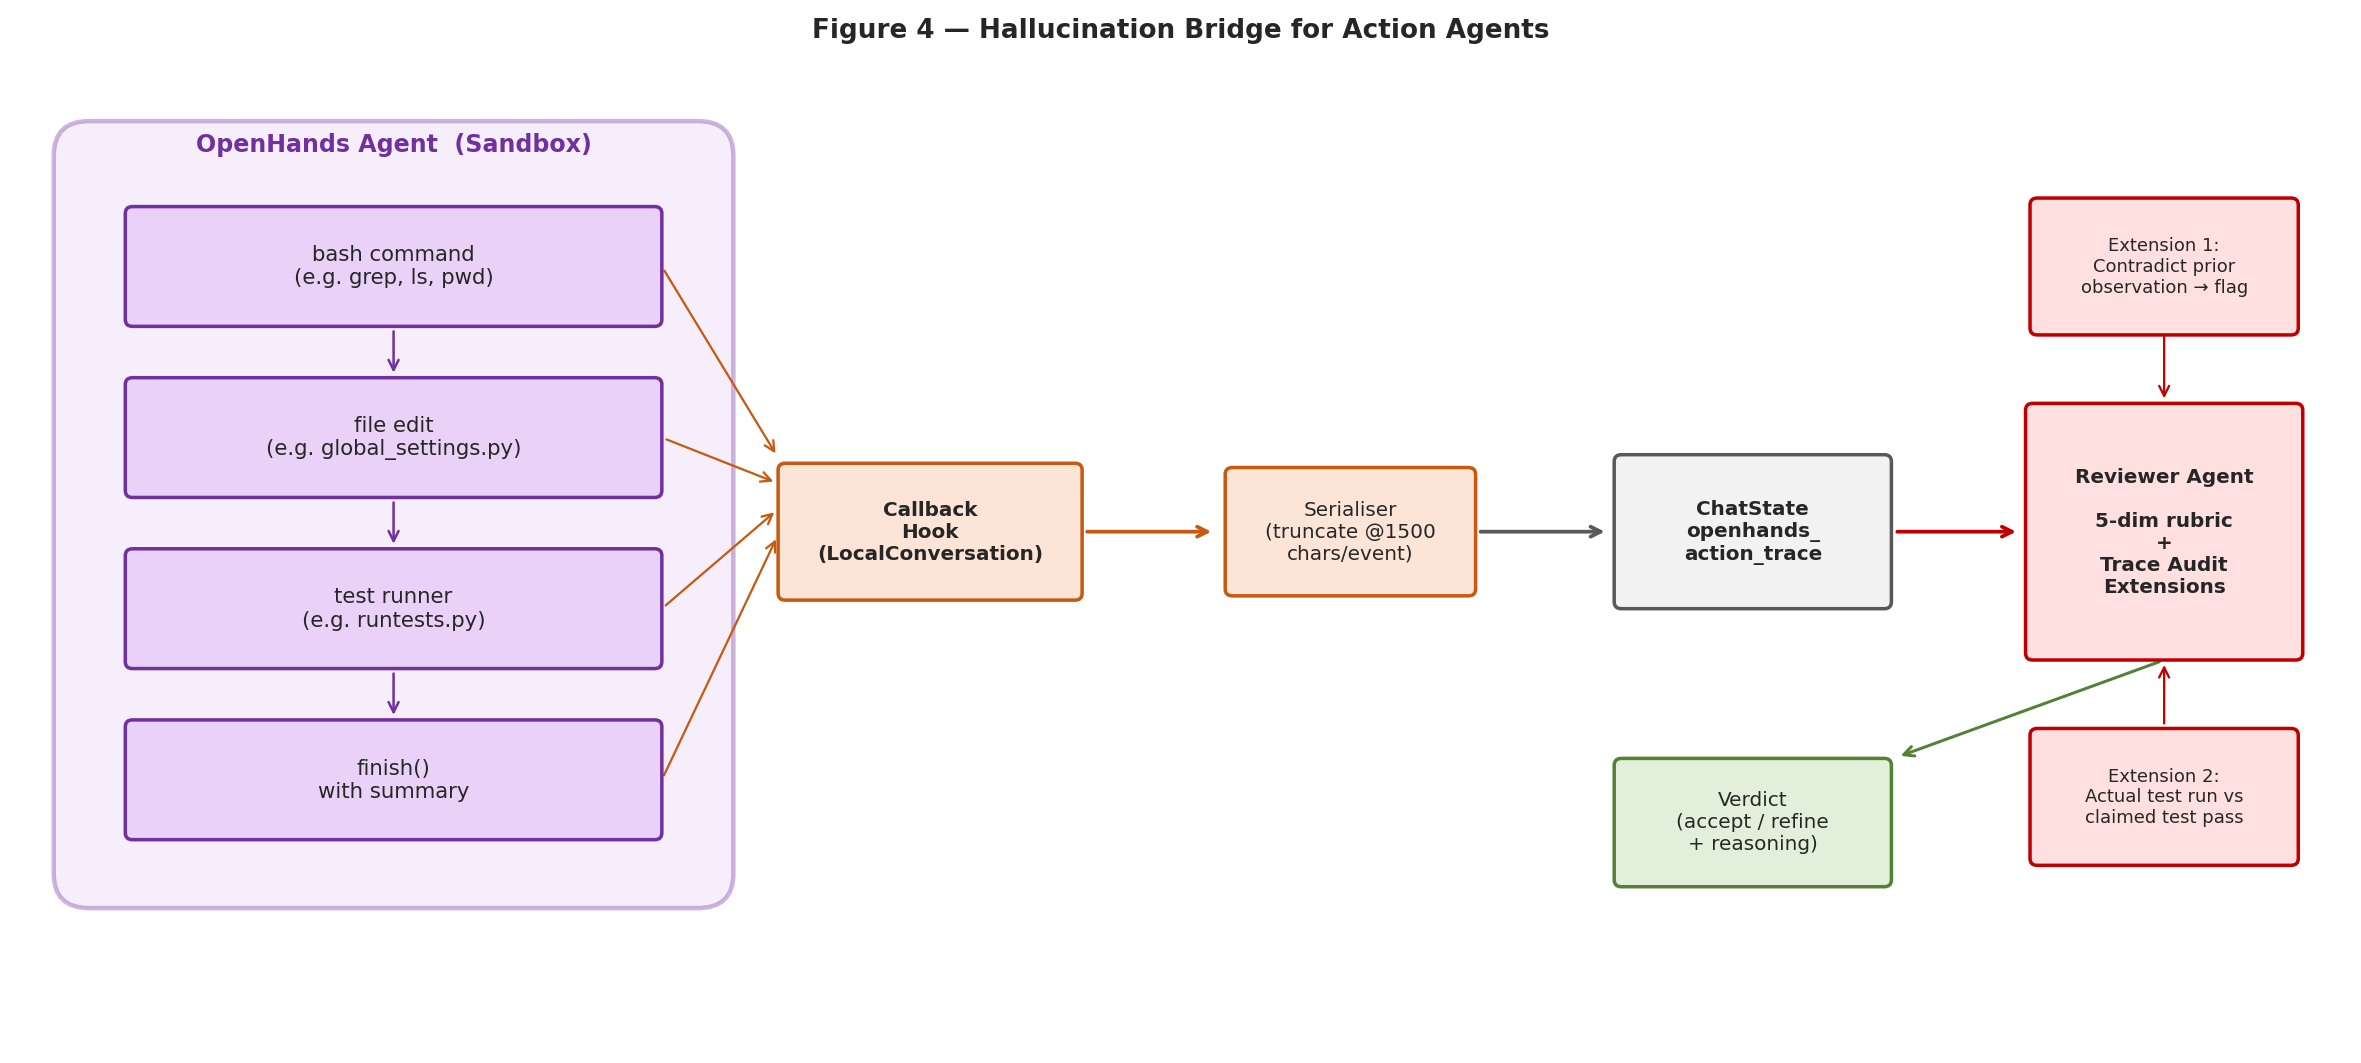 Figure 4 — Hallucination Bridge for Action Agents
OpenHands Agent  (Sandbox)
bash command
(e.g. grep, ls, pwd)
file edit
(e.g. global_settings.py)
test runner
(e.g. runtests.py)
finish()
with summary
Callback
Hook
(LocalConversation)
Serialiser
(truncate @1500
chars/event)
ChatState
openhands_
action_trace
Extension 1:
Contradict prior
observation → flag
Reviewer Agent
5-dim rubric
+
Trace Audit
Extensions
Verdict
(accept / refine
+ reasoning)
Extension 2:
Actual test run vs
claimed test pass